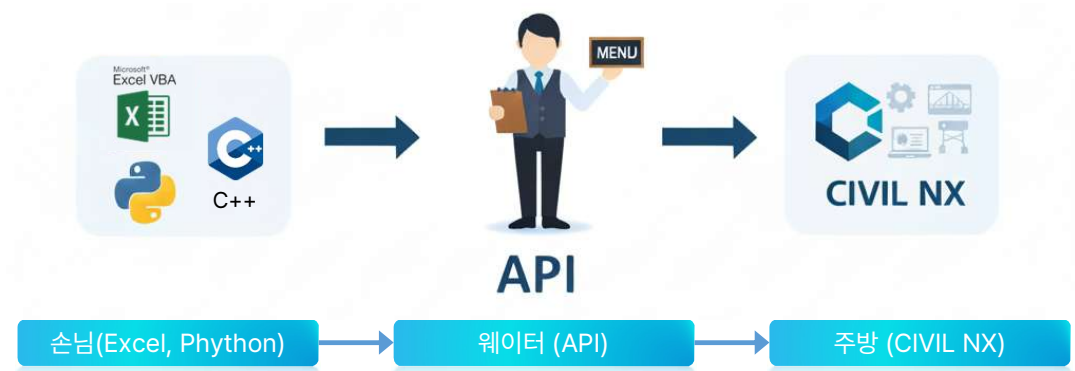 Microsoft®
Excel VBA
X
C++
C++
MENU
API
CIVIL NX
손님(Excel, Phython)
웨이터 (API)
주방 (CIVIL NX)